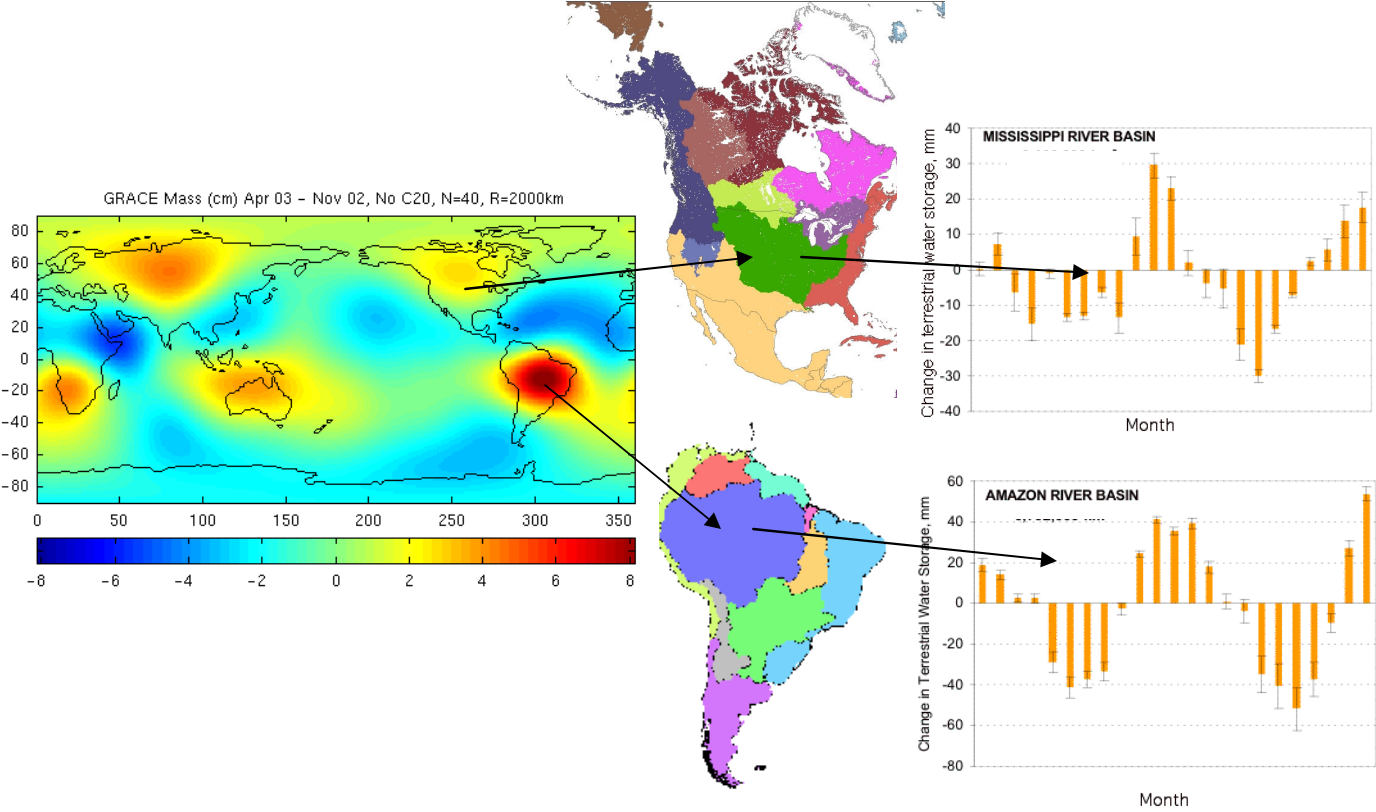 GRACE Mass (cm) Apr 03 – Nov 02, No C20, N=40, R=2000km
80
60
40
20
0
−20
−40
−60
−80
0 50 100 150 200 250 300 350
−8 −6 −4 −2 0 2 4 6 8
MISSISSIPPI RIVER BASIN
Change in terrestrial water storage, mm
40
30
20
10
0
-10
-20
-30
-40
Month
AMAZON RIVER BASIN
Change in Terrestrial Water Storage, mm
60
40
20
0
-20
-40
-60
-80
Month